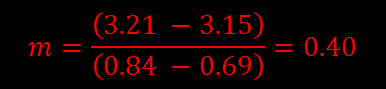 m = (3.21 − 3.15) / (0.84 − 0.69) = 0.40